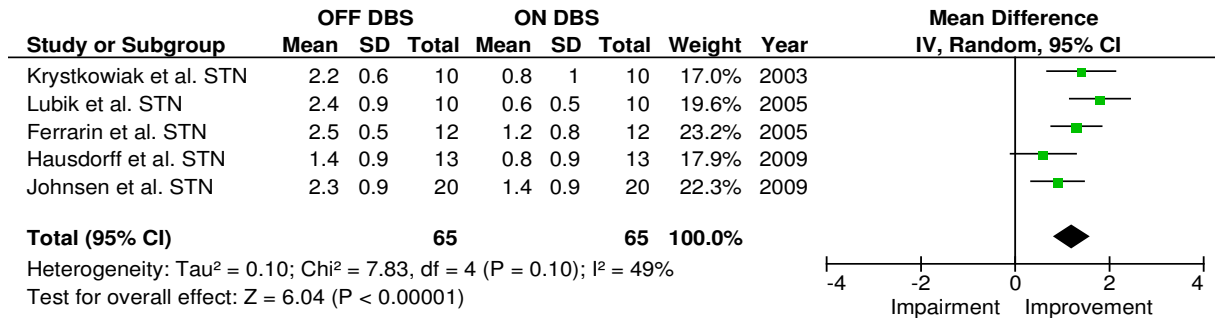 OFF DBS ON DBS Mean Difference
Study or Subgroup Mean SD Total Mean SD Total Weight Year IV, Random, 95% CI
Krystkowiak et al. STN 2.2 0.6 10 0.8 1 10 17.0% 2003
Lubik et al. STN 2.4 0.9 10 0.6 0.5 10 19.6% 2005
Ferrarin et al. STN 2.5 0.5 12 1.2 0.8 12 23.2% 2005
Hausdorff et al. STN 1.4 0.9 13 0.8 0.9 13 17.9% 2009
Johnsen et al. STN 2.3 0.9 20 1.4 0.9 20 22.3% 2009
Total (95% CI) 65 65 100.0%
Heterogeneity: Tau² = 0.10; Chi² = 7.83, df = 4 (P = 0.10); I² = 49%
Test for overall effect: Z = 6.04 (P < 0.00001)
-4 -2 0 2 4
Impairment Improvement